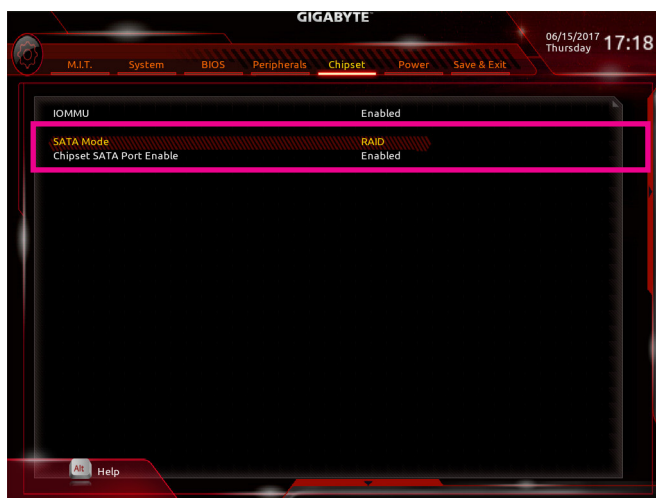 GIGABYTE™
06/15/2017
Thursday
17:18
M.I.T. System BIOS Peripherals Chipset Power Save & Exit
IOMMU Enabled
SATA Mode RAID
Chipset SATA Port Enable Enabled
Alt Help